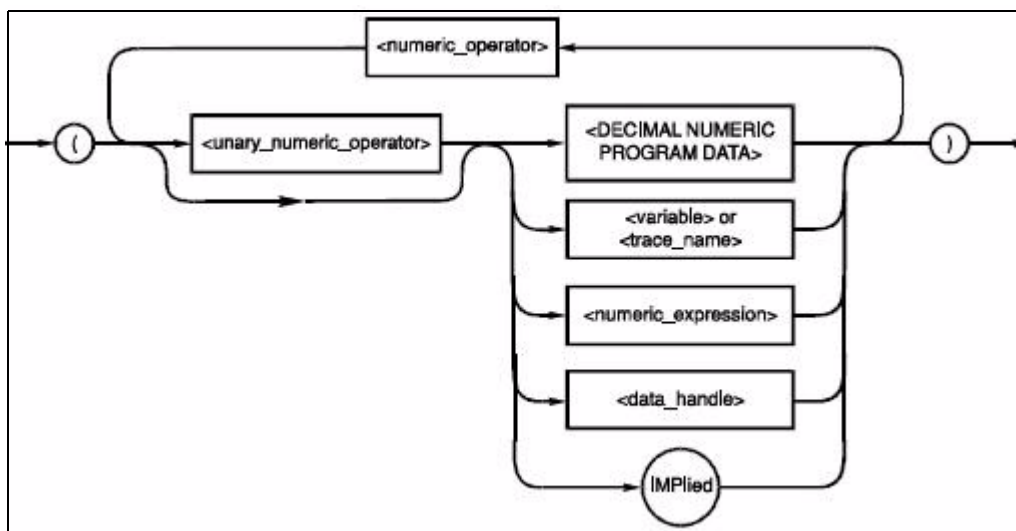 <numeric_operator>
(
<unary_numeric_operator>
<DECIMAL NUMERIC
PROGRAM DATA>
)
<variable> or
<trace_name>
<numeric_expression>
<data_handle>
IMPlied